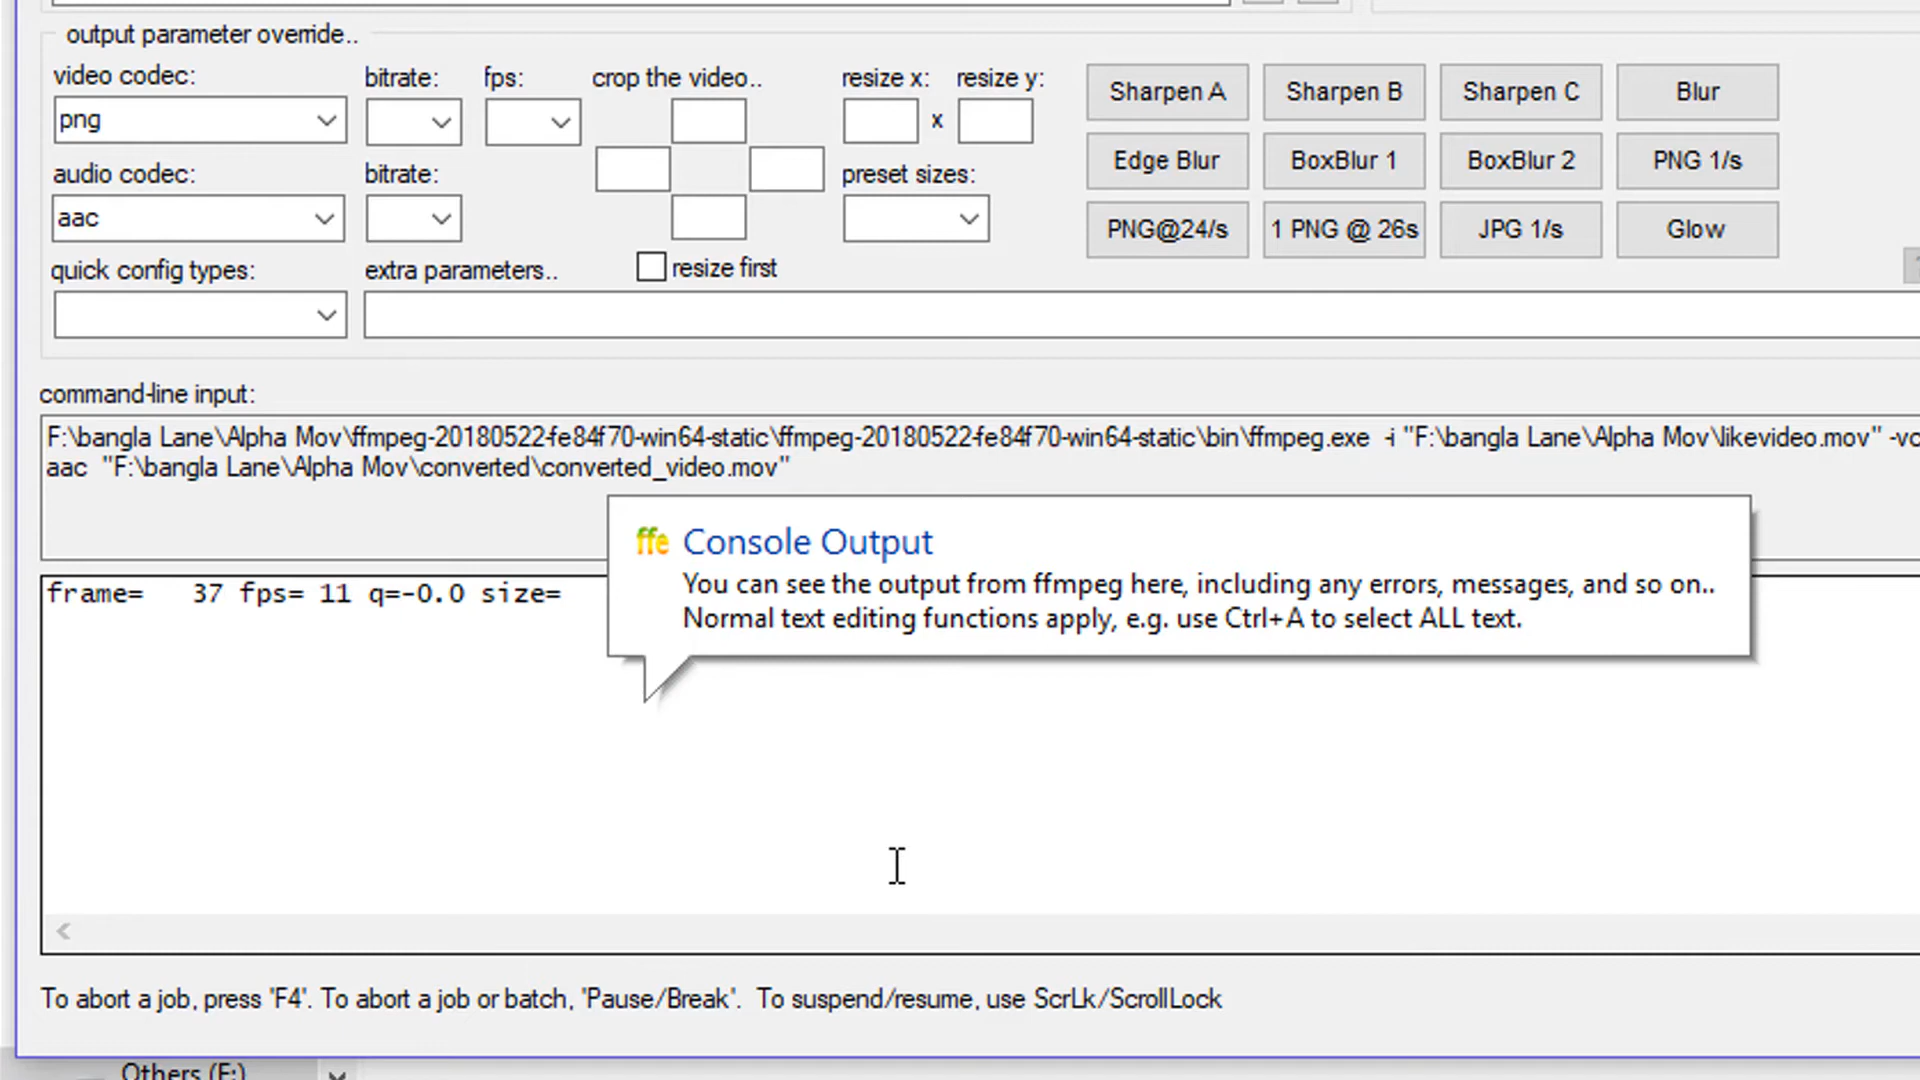 output parameter override..
video codec: bitrate: fps: crop the video.. resize x: resize y:
png x
Sharpen A Sharpen B Sharpen C Blur
audio codec: bitrate: preset sizes:
aac
Edge Blur BoxBlur 1 BoxBlur 2 PNG 1/s
PNG@24/s 1 PNG @ 26s JPG 1/s Glow
quick config types: extra parameters.. resize first
command-line input:
F:\bangla Lane\Alpha Mov\ffmpeg-20180522-fe84f70-win64-static\ffmpeg-20180522-fe84f70-win64-static\bin\ffmpeg.exe -i "F:\bangla Lane\Alpha Mov\likevideo.mov" -vc
aac "F:\bangla Lane\Alpha Mov\converted\converted_video.mov"
ffe Console Output
You can see the output from ffmpeg here, including any errors, messages, and so on..
Normal text editing functions apply, e.g. use Ctrl+A to select ALL text.
frame= 37 fps= 11 q=-0.0 size=
To abort a job, press 'F4'. To abort a job or batch, 'Pause/Break'. To suspend/resume, use ScrLk/ScrollLock
Others (F:)